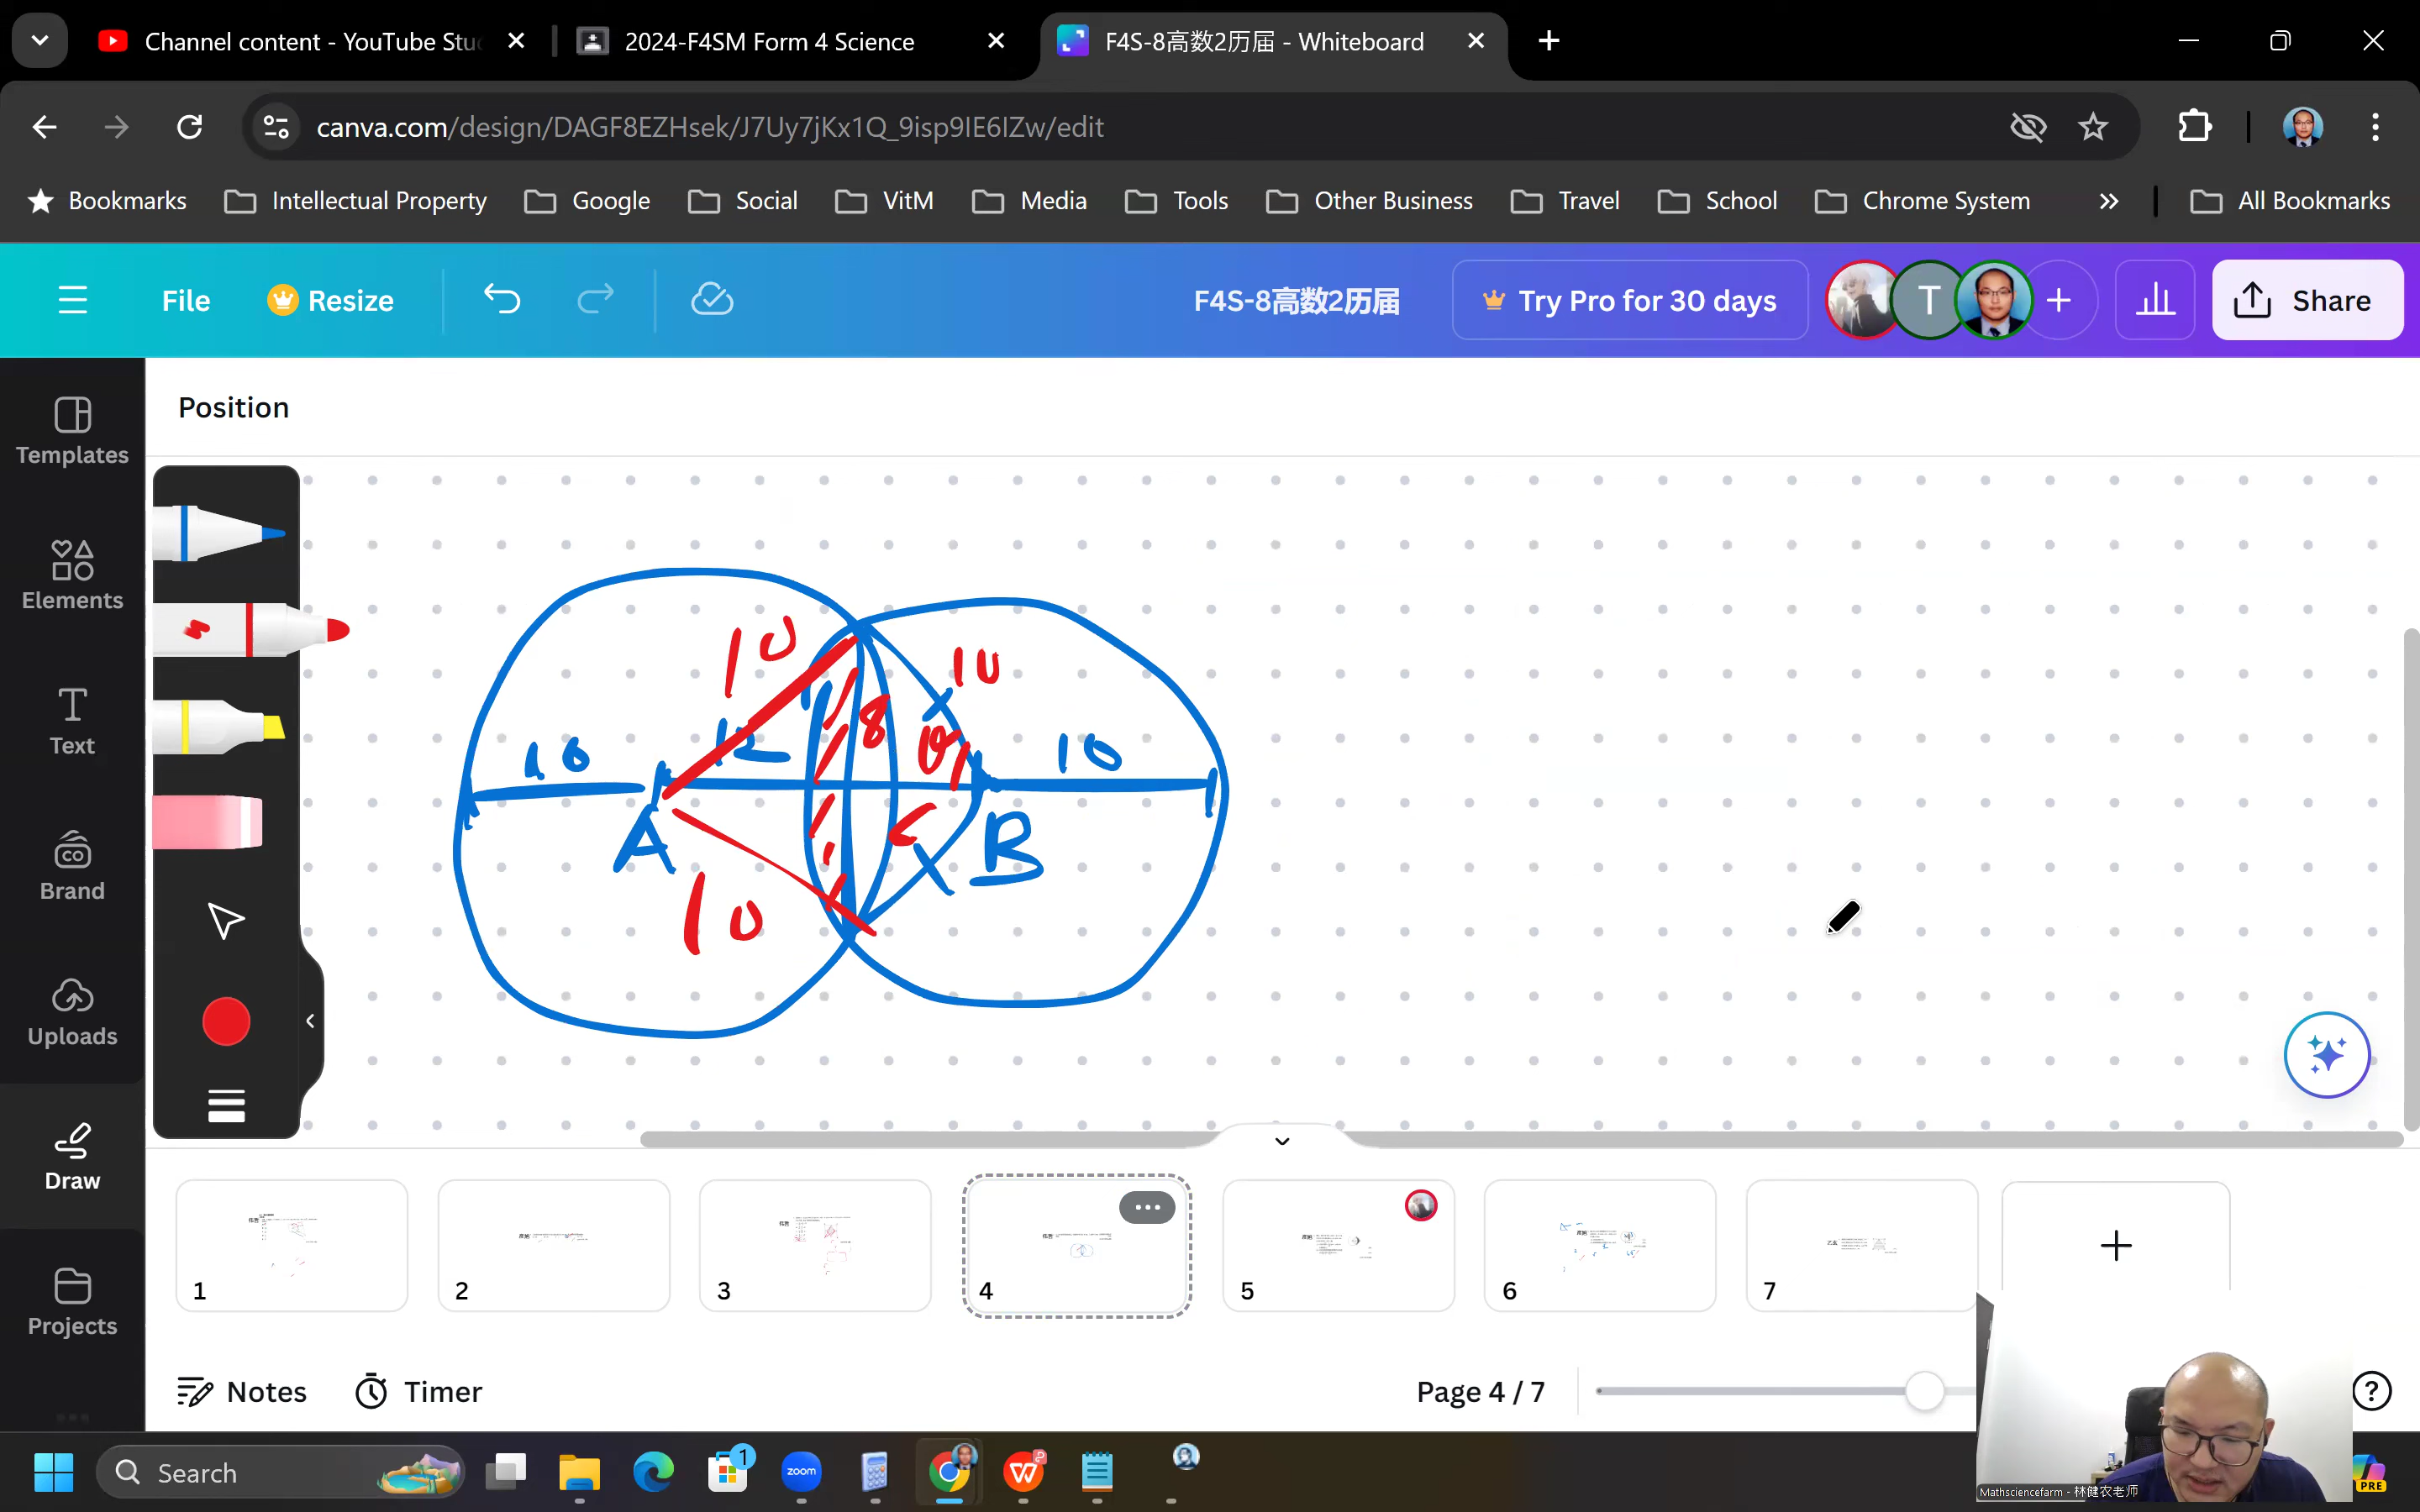 Channel content - YouTube Stu
2024-F4SM Form 4 Science
F4S-8高数2历届 - Whiteboard
canva.com/design/DAGF8EZHsek/J7Uy7jKx1Q_9isp9IE6IZw/edit
Bookmarks
Intellectual Property
Google
Social
VitM
Media
Tools
Other Business
Travel
School
Chrome System
All Bookmarks
File
Resize
F4S-8高数2历届
Try Pro for 30 days
T
Share
Position
Templates
Elements
Text
Brand
Uploads
Draw
Projects
10
10
8
12
10
10
A
B
10
1
2
3
4
5
6
7
Notes
Timer
Page 4 / 7
Search
1
zoom
PRE
Mathsciencefarm - 林健农老师